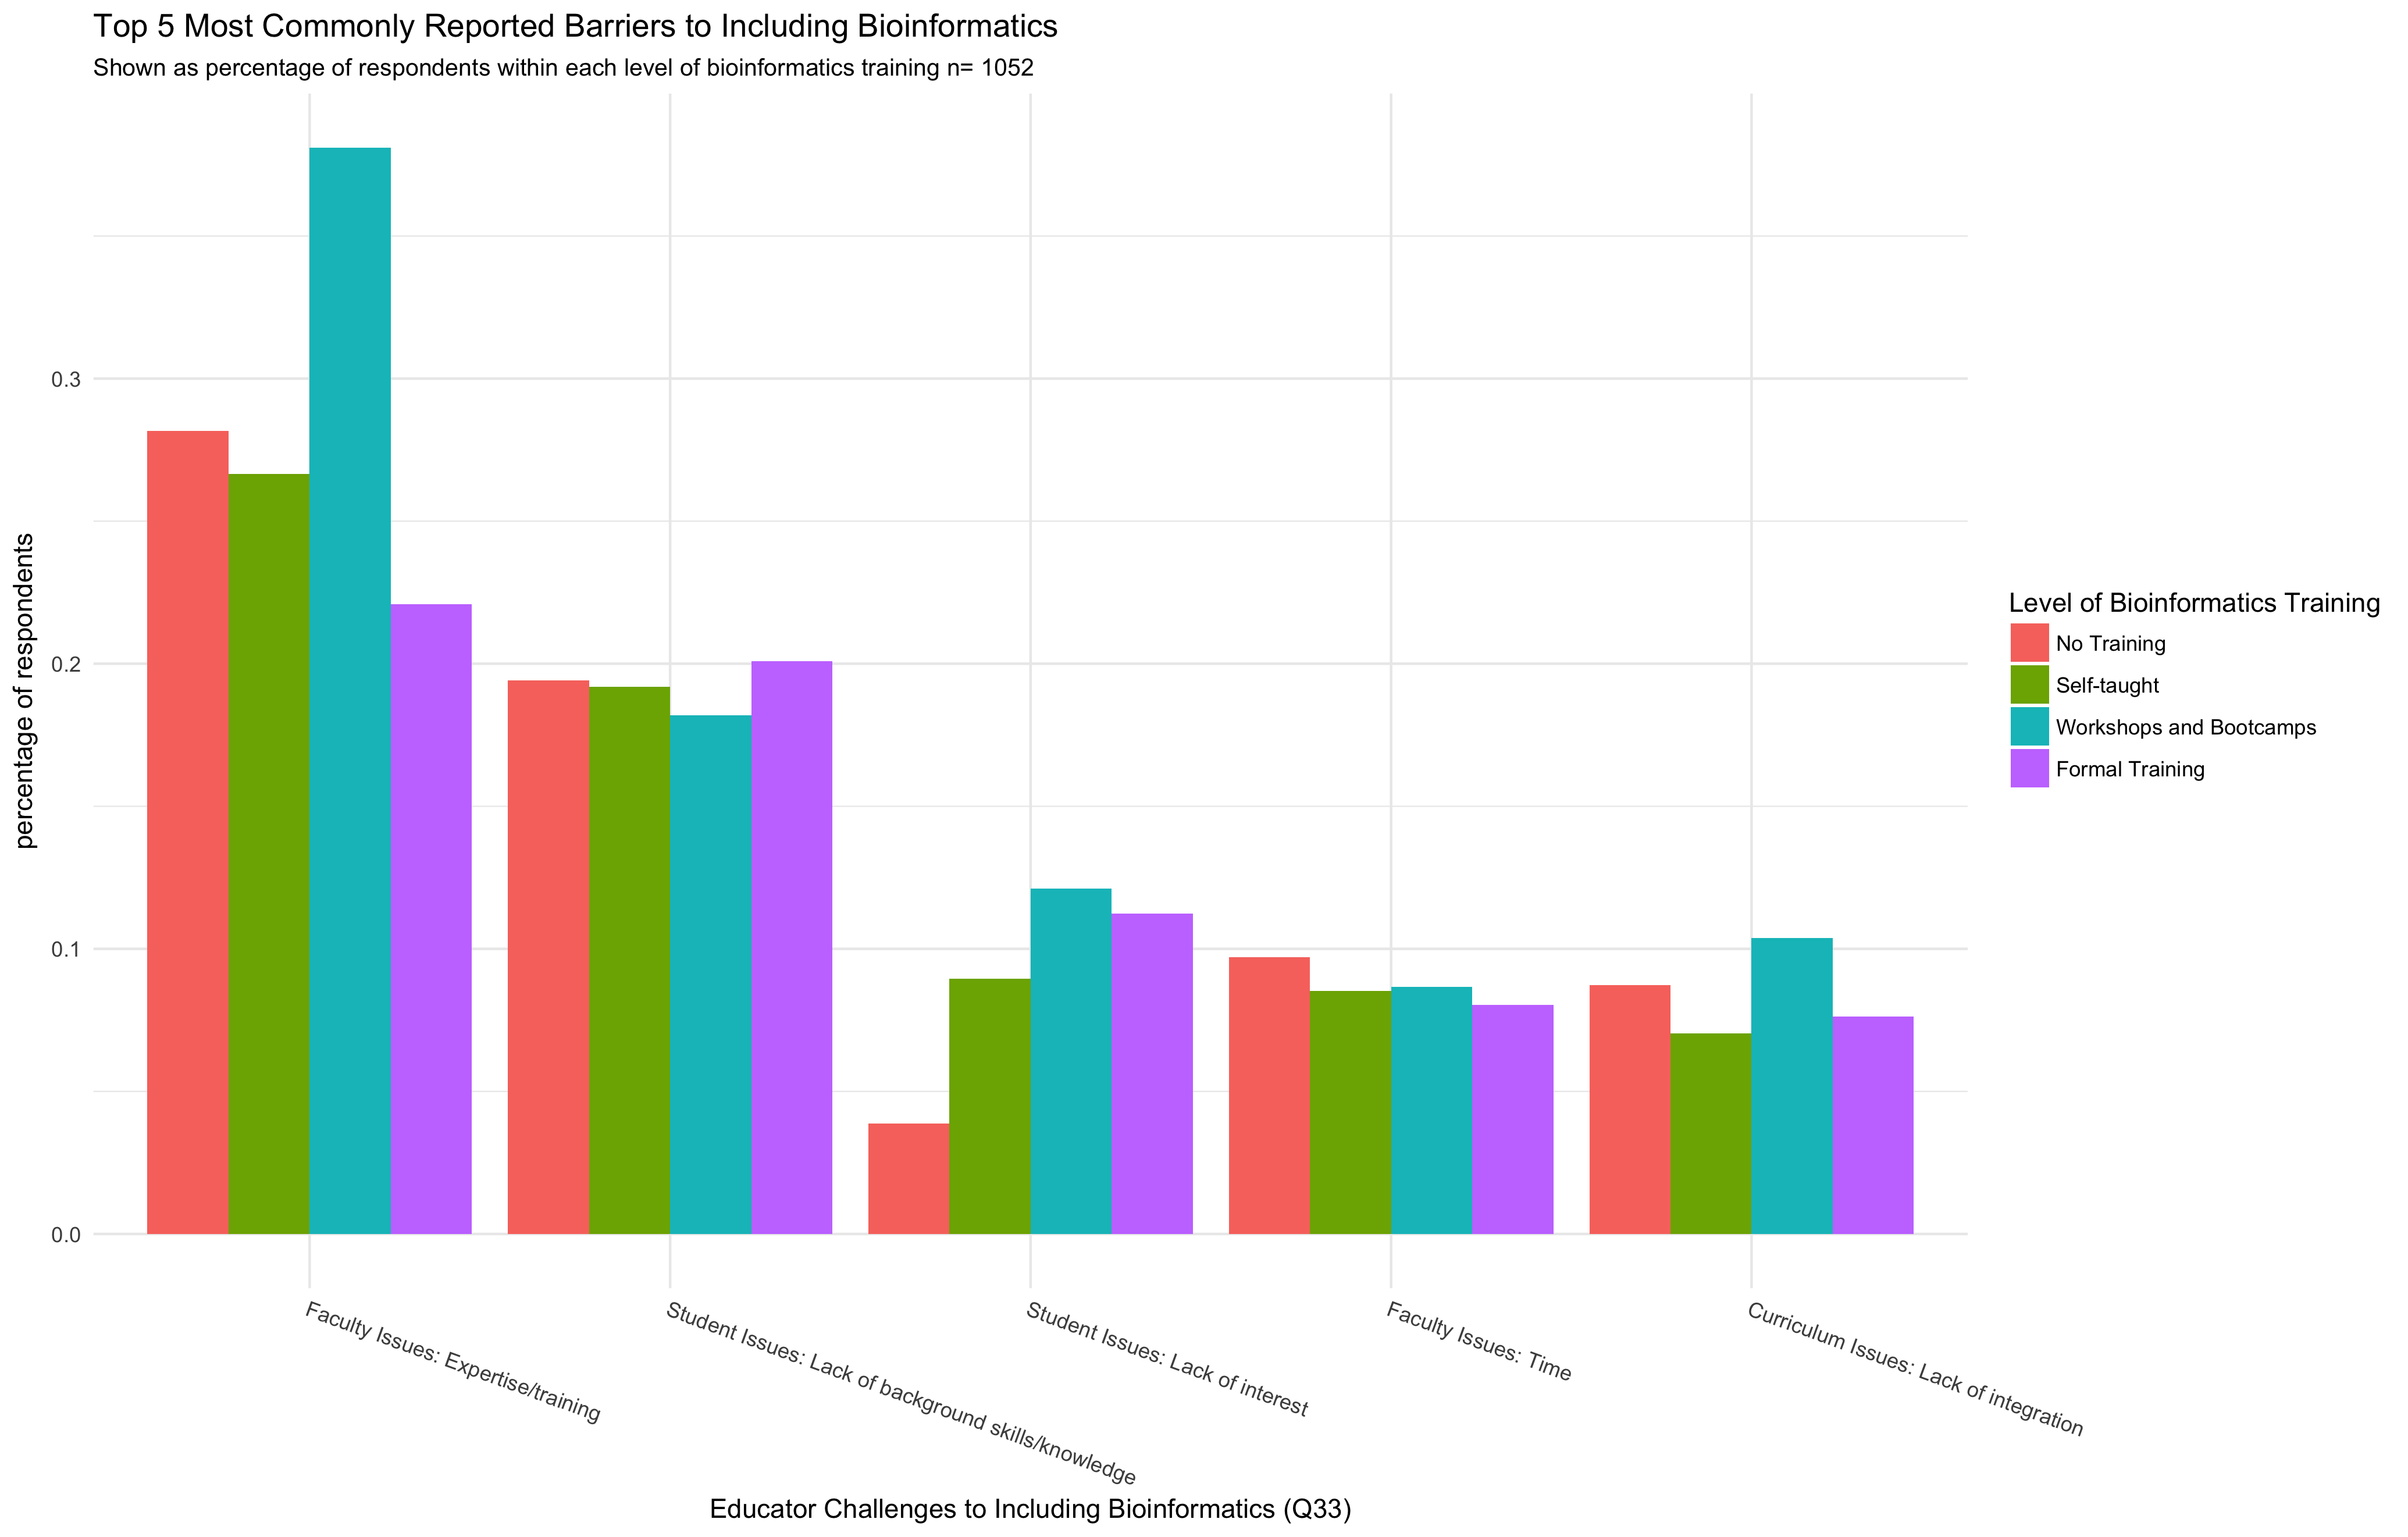 Top 5 Most Commonly Reported Barriers to Including Bioinformatics
Shown as percentage of respondents within each level of bioinformatics training n= 1052
percentage of respondents
0.3
0.2
0.1
0.0
Faculty Issues: Expertise/training
Student Issues: Lack of background skills/knowledge
Student Issues: Lack of interest
Faculty Issues: Time
Curriculum Issues: Lack of integration
Educator Challenges to Including Bioinformatics (Q33)
Level of Bioinformatics Training
No Training
Self-taught
Workshops and Bootcamps
Formal Training